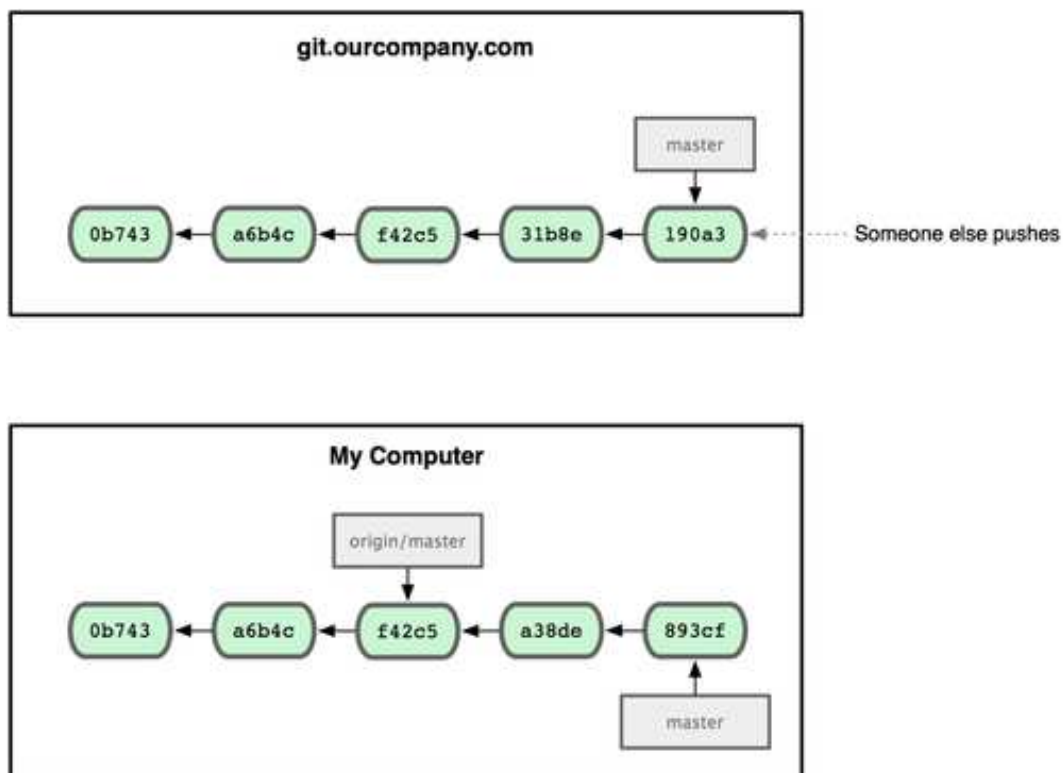 git.ourcompany.com
master
0b743 a6b4c f42c5 31b8e 190a3 Someone else pushes
My Computer
origin/master
0b743 a6b4c f42c5 a38de 893cf
master